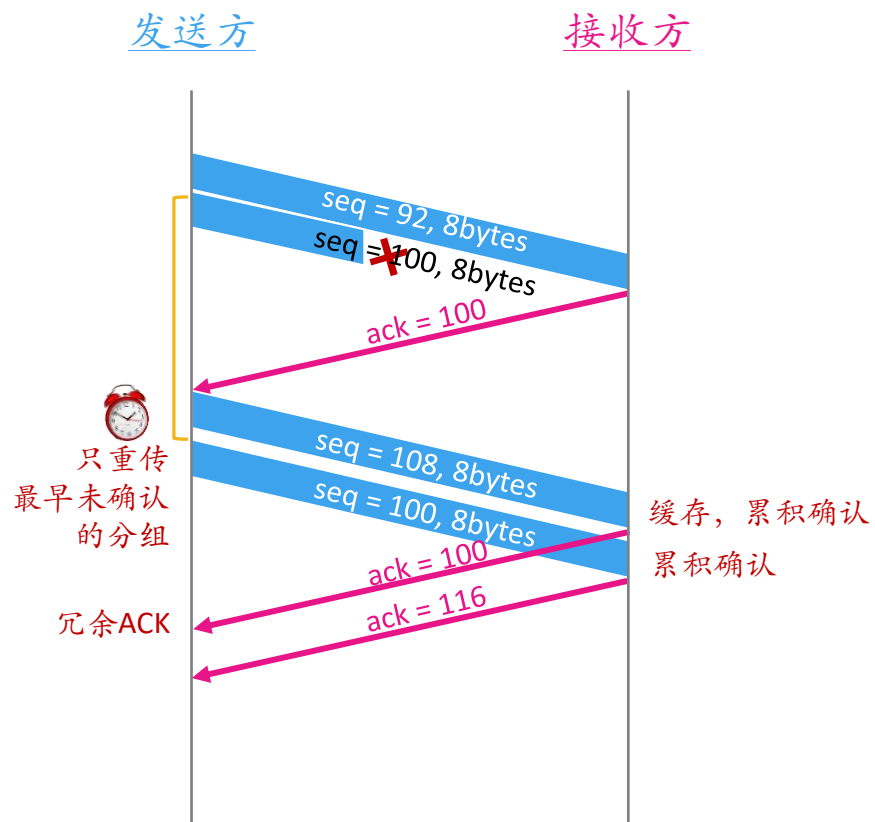 发送方
接收方
seq = 92, 8bytes
seq = 100, 8bytes
ack = 100
只重传
最早未确认
的分组
seq = 108, 8bytes
seq = 100, 8bytes
缓存，累积确认
ack = 100
累积确认
ack = 116
冗余ACK